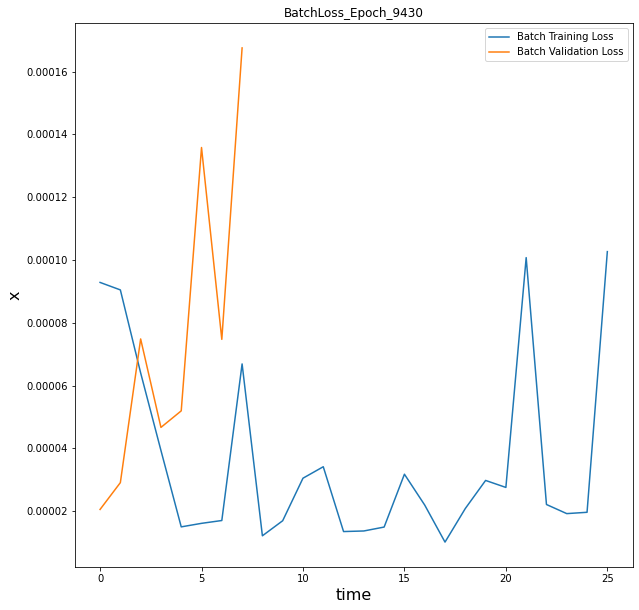 BatchLoss_Epoch_9430
Batch Training Loss
Batch Validation Loss
0.00016
0.00014
0.00012
0.00010
0.00008
0.00006
0.00004
0.00002
x
0 5 10 15 20 25
time